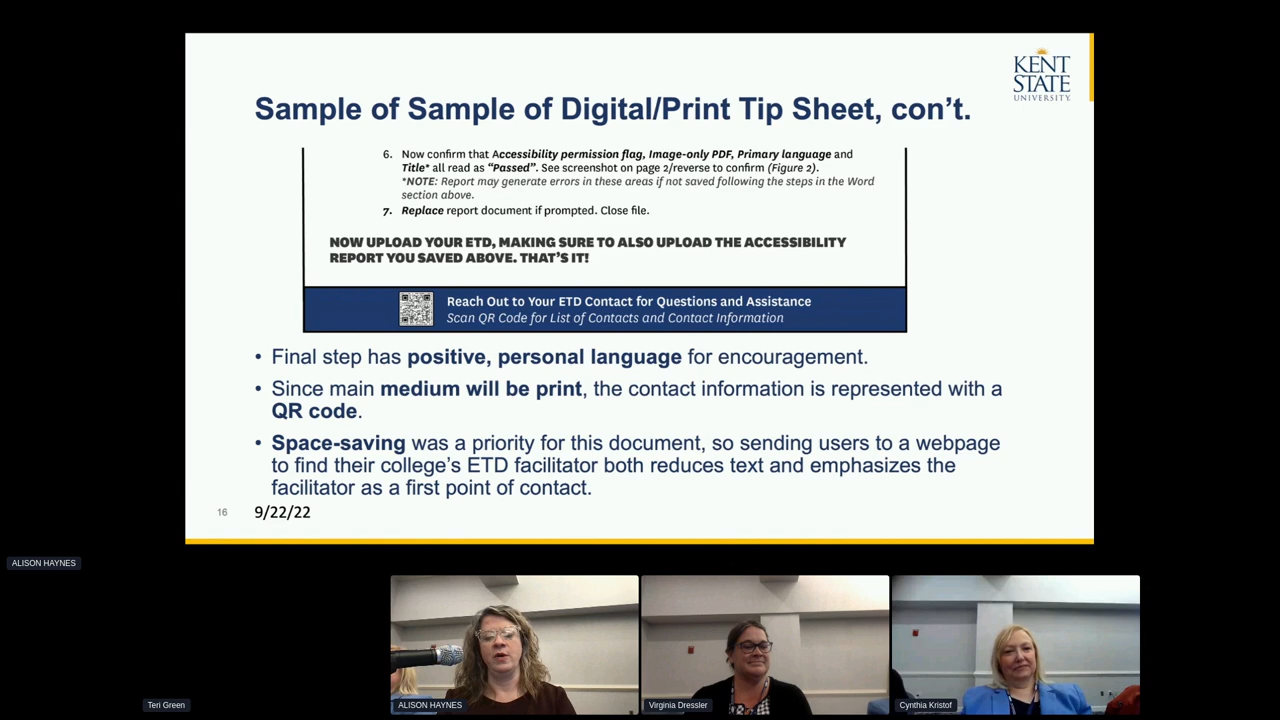 KENT
STATE
UNIVERSITY
Sample of Sample of Digital/Print Tip Sheet, con’t.
6. Now confirm that Accessibility permission flag, Image-only PDF, Primary language and
Title* all read as “Passed”. See screenshot on page 2/reverse to confirm (Figure 2).
*NOTE: Report may generate errors in these areas if not saved following the steps in the Word
section above.
7. Replace report document if prompted. Close file.
NOW UPLOAD YOUR ETD, MAKING SURE TO ALSO UPLOAD THE ACCESSIBILITY
REPORT YOU SAVED ABOVE. THAT’S IT!
Reach Out to Your ETD Contact for Questions and Assistance
Scan QR Code for List of Contacts and Contact Information
• Final step has positive, personal language for encouragement.
• Since main medium will be print, the contact information is represented with a
QR code.
• Space-saving was a priority for this document, so sending users to a webpage
to find their college’s ETD facilitator both reduces text and emphasizes the
facilitator as a first point of contact.
16 9/22/22
ALISON HAYNES
Teri Green
ALISON HAYNES
Virginia Dressler
Cynthia Kristof